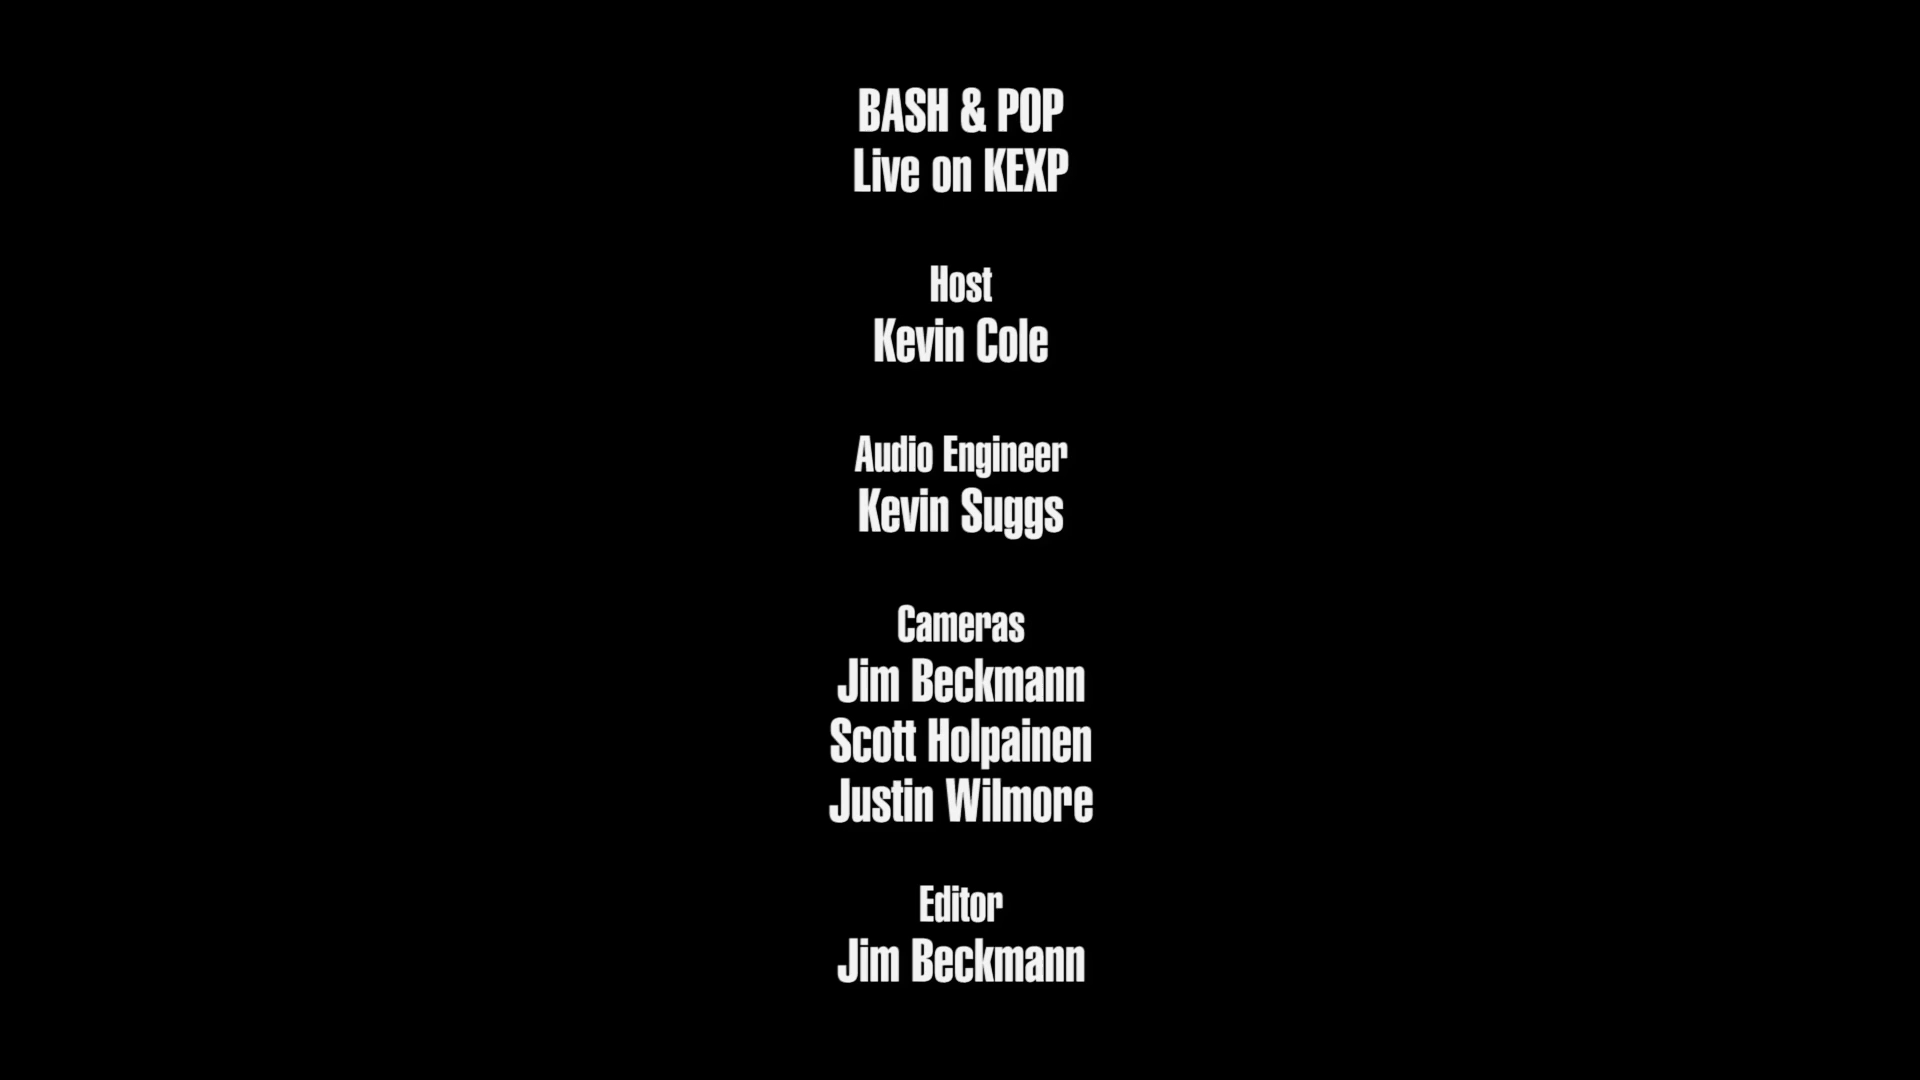 BASH & POP
Live on KEXP
Host
Kevin Cole
Audio Engineer
Kevin Suggs
Cameras
Jim Beckmann
Scott Holpainen
Justin Wilmore
Editor
Jim Beckmann